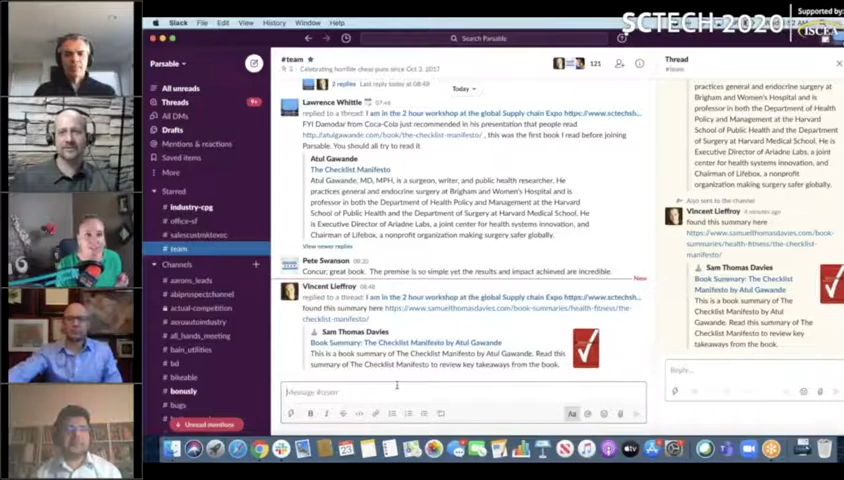 Supported by:
SCTECH 2020
ISCEA
Slack File Edit View Go History Window Help
Search Parsable
Parsable
All unreads
Threads 9+
All DMs
Drafts
Mentions & reactions
Saved items
More
Starred
# industry-cpg
# office-sf
# team
Channels
# aarons_leads
# abiprospectchannel
actual-competition
# all_hands_meeting
# bain_utilities
# bd
# bikeable
# bonusly
# bugs
Unread mentions
#team
Celebrating horrible cheese puns since Oct 3, 2017
121
2 replies Last reply today at 08:48
Today
Lawrence Whittle 07:46
replied to a thread: I am in the 2 hour workshop at the global Supply chain Expo https://www.sctechsh...
FYI Damodar from Coca-Cola just recommended in his presentation that people read
http://atulgawande.com/book/the-checklist-manifesto/ , this was the first book I read before joining
Parsable. You should all try to read it
Atul Gawande
The Checklist Manifesto
Atul Gawande, MD, MPH, is a surgeon, writer, and public health researcher. He
practices general and endocrine surgery at Brigham and Women's Hospital and is
professor in both the Department of Health Policy and Management at the Harvard
School of Public Health and the Department of Surgery at Harvard Medical School. He
is Executive Director of Ariadne Labs, a joint center for health systems innovation, and
Chairman of Lifebox, a nonprofit organization making surgery safer globally.
View newer replies
Pete Swanson 08:20
Concur, great book. The premise is so simple yet the results and impact achieved are incredible.
New
Vincent Lieffroy 08:48
replied to a thread: I am in the 2 hour workshop at the global Supply chain Expo https://www.sctechsh...
found this summary here https://www.samuelthomasdavies.com/book-summaries/health-fitness/the-
checklist-manifesto/
Sam Thomas Davies
Book Summary: The Checklist Manifesto by Atul Gawande
This is a book summary of The Checklist Manifesto by Atul Gawande. Read this
summary of The Checklist Manifesto to review key takeaways from the book.
Message #team
Aa
Thread
#team
practices general and endocrine surgery at
Brigham and Women's Hospital and is
professor in both the Department of Health
Policy and Management at the Harvard
School of Public Health and the Department
of Surgery at Harvard Medical School. He is
Executive Director of Ariadne Labs, a joint
center for health systems innovation, and
Chairman of Lifebox, a nonprofit
organization making surgery safer globally.
Also sent to the channel
Vincent Lieffroy 4 minutes ago
found this summary here
https://www.samuelthomasdavies.com/book-
summaries/health-fitness/the-checklist-
manifesto/
Sam Thomas Davies
Book Summary: The Checklist
Manifesto by Atul Gawande
This is a book summary of The
Checklist Manifesto by Atul
Gawande. Read this summary of The
Checklist Manifesto to review key
takeaways from the book.
Reply...